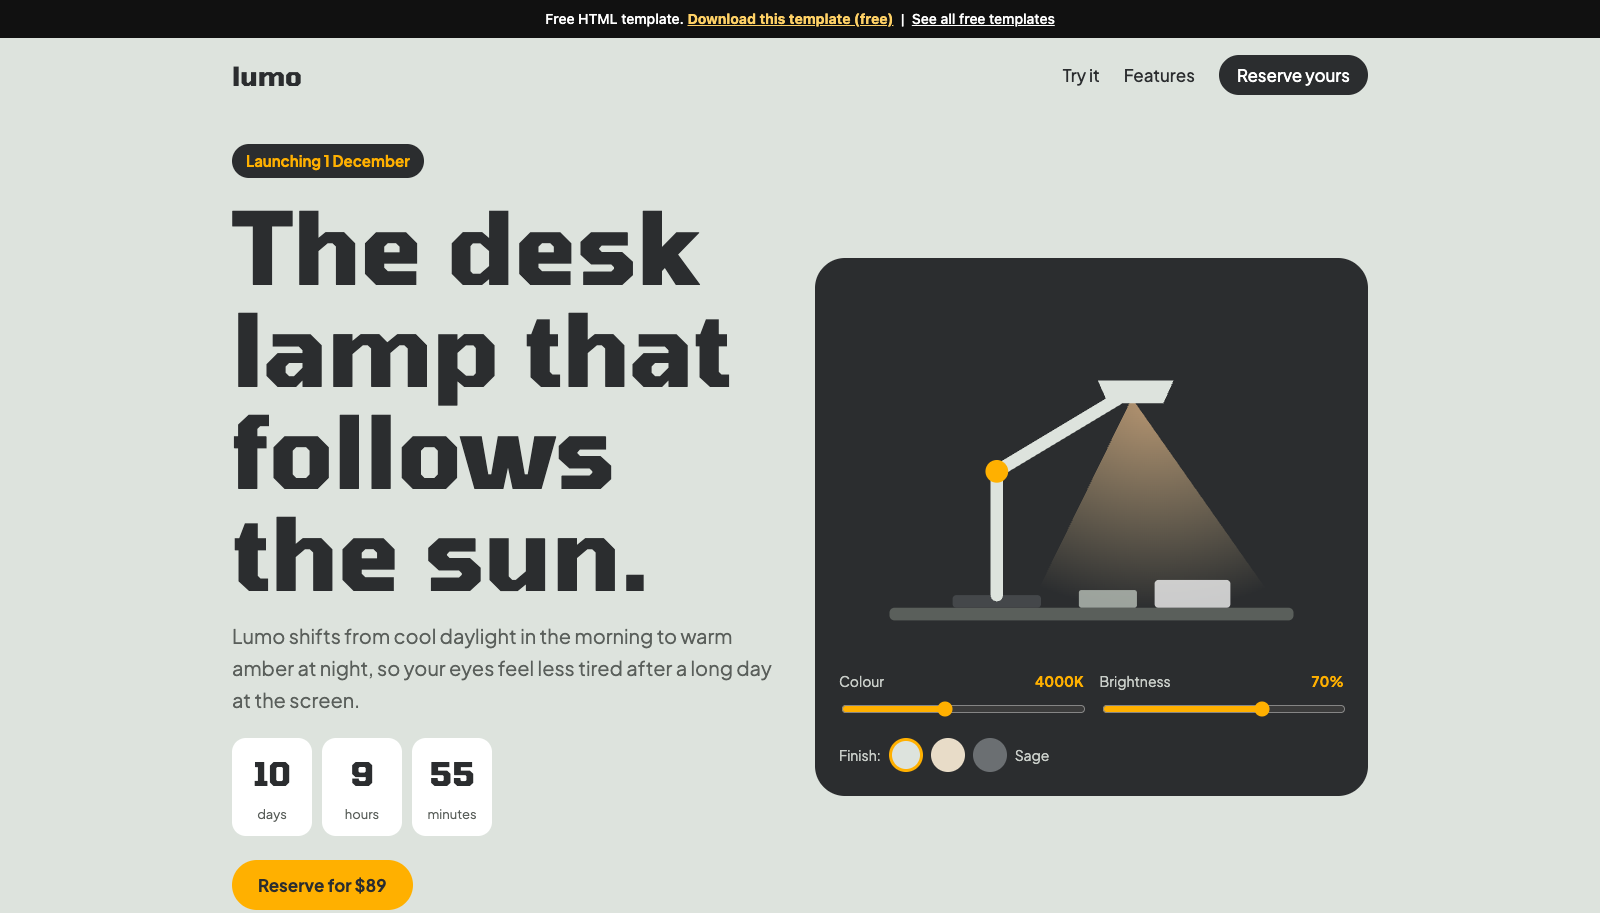 Free HTML template. Download this template (free) | See all free templates
lumo
Try it
Features
Reserve yours
Launching 1 December
The desk
lamp that
follows
the sun.
Lumo shifts from cool daylight in the morning to warm
amber at night, so your eyes feel less tired after a long day
at the screen.
10
days
9
hours
55
minutes
Reserve for $89
Colour 4000K
Brightness 70%
Finish: Sage